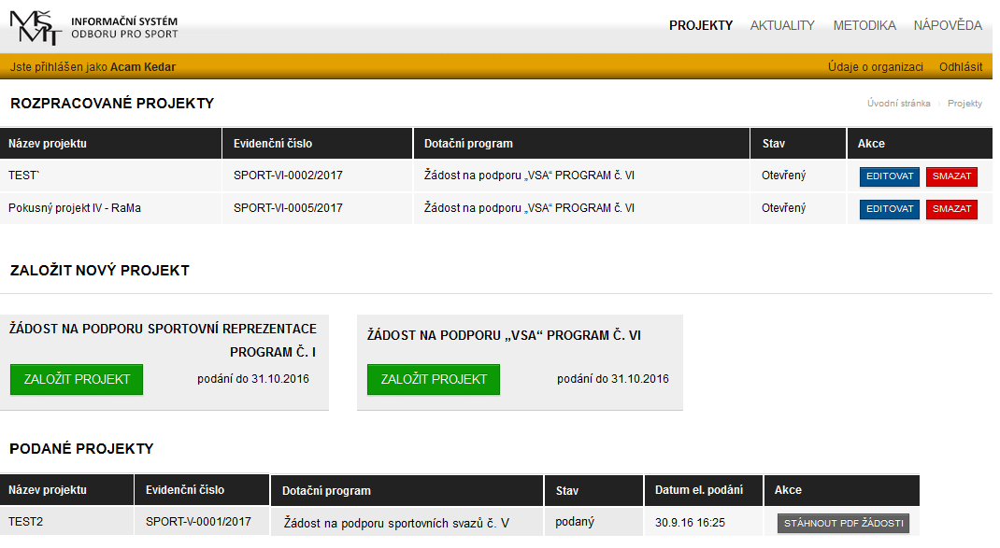 MŠMT INFORMAČNÍ SYSTÉM
ODBORU PRO SPORT
PROJEKTY AKTUALITY METODIKA NÁPOVĚDA
Jste přihlášen jako Acam Kedar Údaje o organizaci Odhlásit
ROZPRACOVANÉ PROJEKTY Úvodní stránka Projekty
Název projektu Evidenční číslo Dotační program Stav Akce
TEST` SPORT-VI-0002/2017 Žádost na podporu „VSA“ PROGRAM č. VI Otevřený EDITOVAT SMAZAT
Pokusný projekt IV - RaMa SPORT-VI-0005/2017 Žádost na podporu „VSA“ PROGRAM č. VI Otevřený EDITOVAT SMAZAT
ZALOŽIT NOVÝ PROJEKT
ŽÁDOST NA PODPORU SPORTOVNÍ REPREZENTACE
PROGRAM Č. I
ZALOŽIT PROJEKT podání do 31.10.2016
ŽÁDOST NA PODPORU „VSA“ PROGRAM Č. VI
ZALOŽIT PROJEKT podání do 31.10.2016
PODANÉ PROJEKTY
Název projektu Evidenční číslo Dotační program Stav Datum el. podání Akce
TEST2 SPORT-V-0001/2017 Žádost na podporu sportovních svazů č. V podaný 30.9.16 16:25 STÁHNOUT PDF ŽÁDOSTI